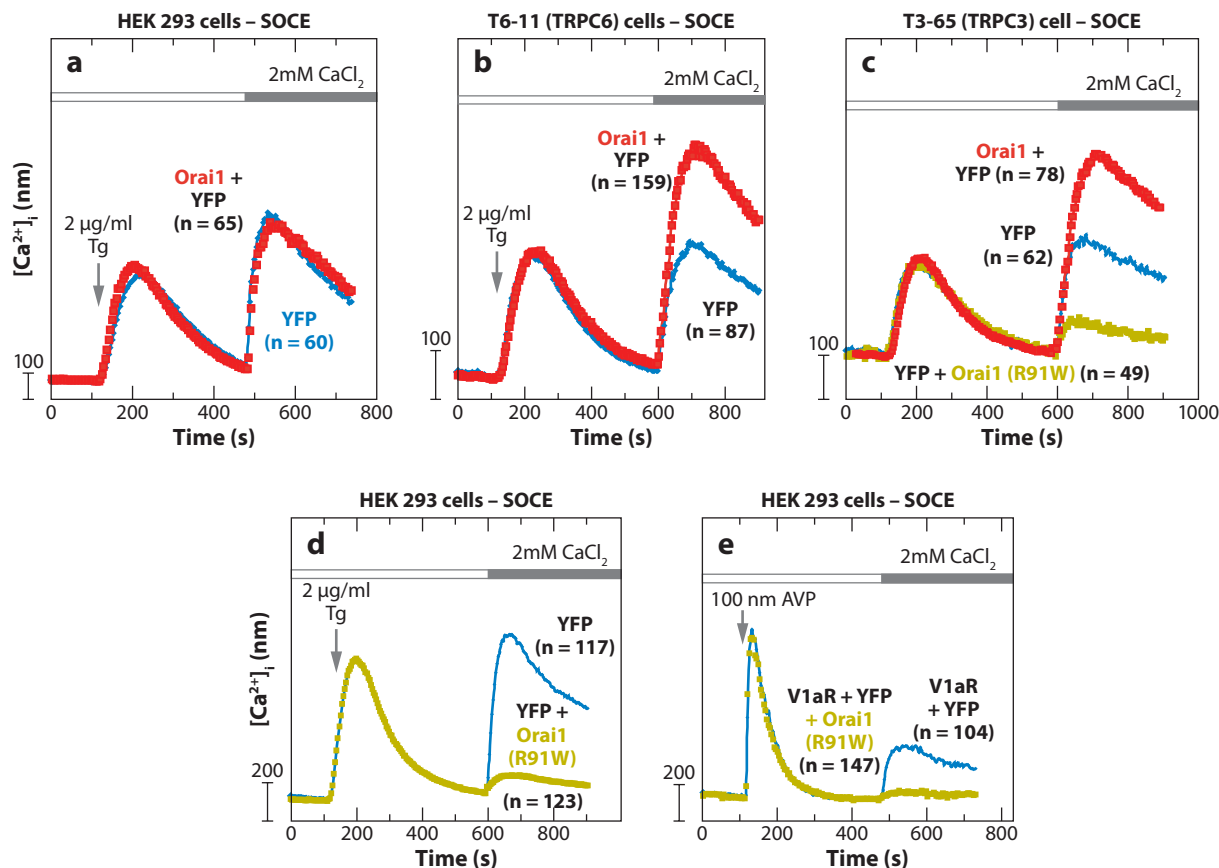 HEK 293 cells – SOCE
a
2mM CaCl₂
Orai1 +
YFP
(n = 65)
2 µg/ml
Tg
YFP
(n = 60)
[Ca²⁺]ᵢ (nm)
100
0 200 400 600 800
Time (s)
T6-11 (TRPC6) cells – SOCE
b
2mM CaCl₂
Orai1 +
YFP
(n = 159)
2 µg/ml
Tg
YFP
(n = 87)
100
0 200 400 600 800
Time (s)
T3-65 (TRPC3) cell – SOCE
c
2mM CaCl₂
Orai1 +
YFP (n = 78)
YFP
(n = 62)
100
YFP + Orai1 (R91W) (n = 49)
0 200 400 600 800 1000
Time (s)
HEK 293 cells – SOCE
d
2mM CaCl₂
2 µg/ml
Tg
YFP
(n = 117)
YFP +
Orai1
(R91W)
(n = 123)
[Ca²⁺]ᵢ (nm)
200
0 200 400 600 800
Time (s)
HEK 293 cells – SOCE
e
2mM CaCl₂
100 nm AVP
V1aR + YFP
+ Orai1
(R91W)
(n = 147)
V1aR
+ YFP
(n = 104)
200
0 200 400 600 800
Time (s)